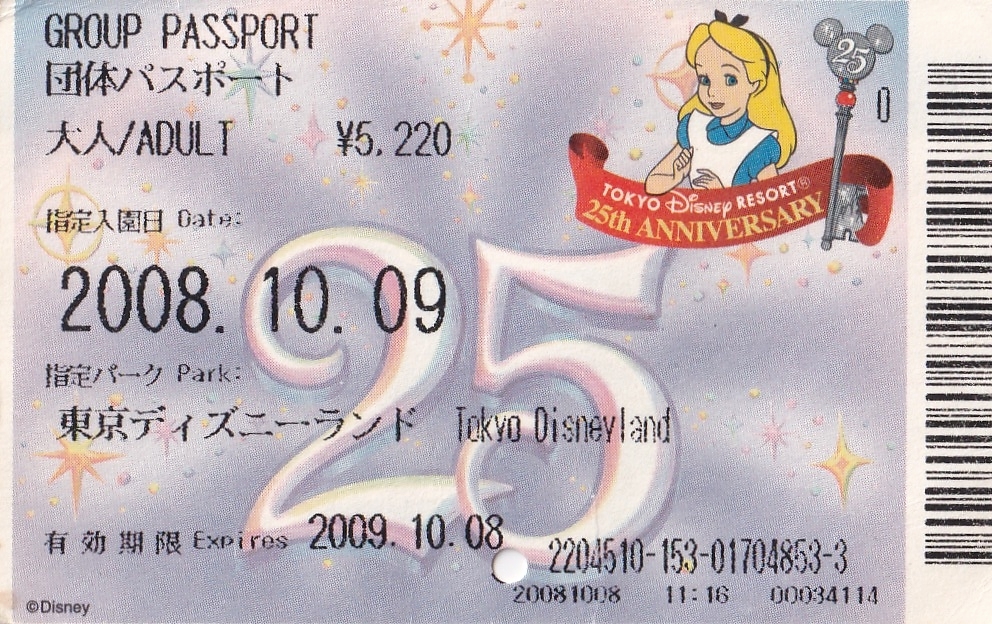 GROUP PASSPORT
団体パスポート
大人/ADULT ¥5,220
25
0
TOKYO Disney RESORT®
25th ANNIVERSARY
指定入園日 Date:
2008. 10. 09
25
指定パーク Park:
東京ディズニーランド Tokyo Disneyland
有効期限 Expires 2009. 10. 08
2204510-153-01704853-3
20081008 11:16 00034114
©Disney